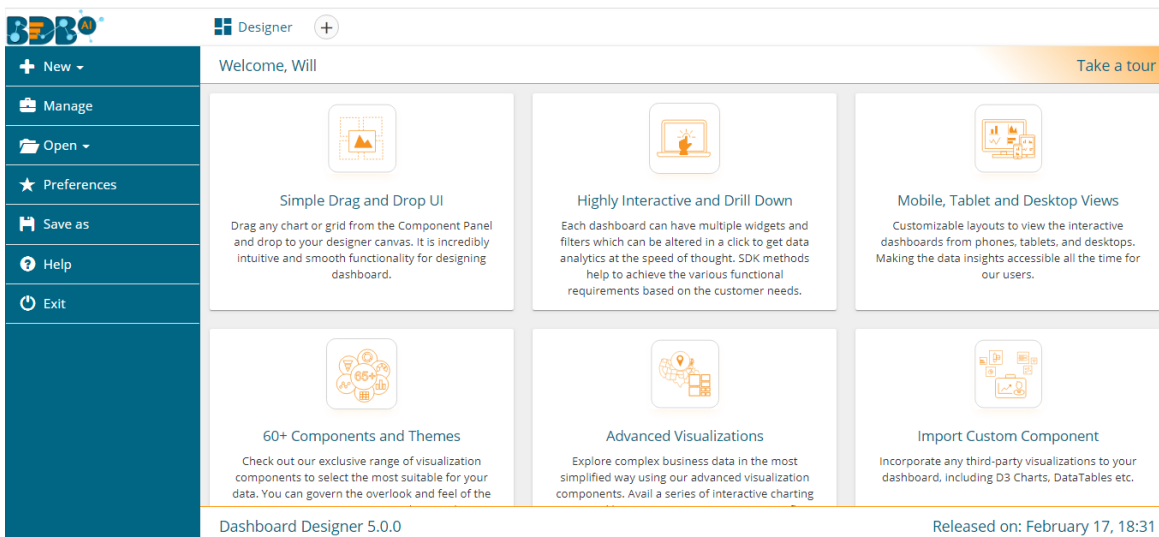 BDB AI
Designer
New
Manage
Open
Preferences
Save as
Help
Exit
Welcome, Will
Take a tour
Simple Drag and Drop UI
Drag any chart or grid from the Component Panel
and drop to your designer canvas. It is incredibly
intuitive and smooth functionality for designing
dashboard.
Highly Interactive and Drill Down
Each dashboard can have multiple widgets and
filters which can be altered in a click to get data
analytics at the speed of thought. SDK methods
help to achieve the various functional
requirements based on the customer needs.
Mobile, Tablet and Desktop Views
Customizable layouts to view the interactive
dashboards from phones, tablets, and desktops.
Making the data insights accessible all the time for
our users.
65+
60+ Components and Themes
Check out our exclusive range of visualization
components to select the most suitable for your
data. You can govern the overlook and feel of the
Advanced Visualizations
Explore complex business data in the most
simplified way using our advanced visualization
components. Avail a series of interactive charting
Import Custom Component
Incorporate any third-party visualizations to your
dashboard, including D3 Charts, DataTables etc.
Dashboard Designer 5.0.0
Released on: February 17, 18:31